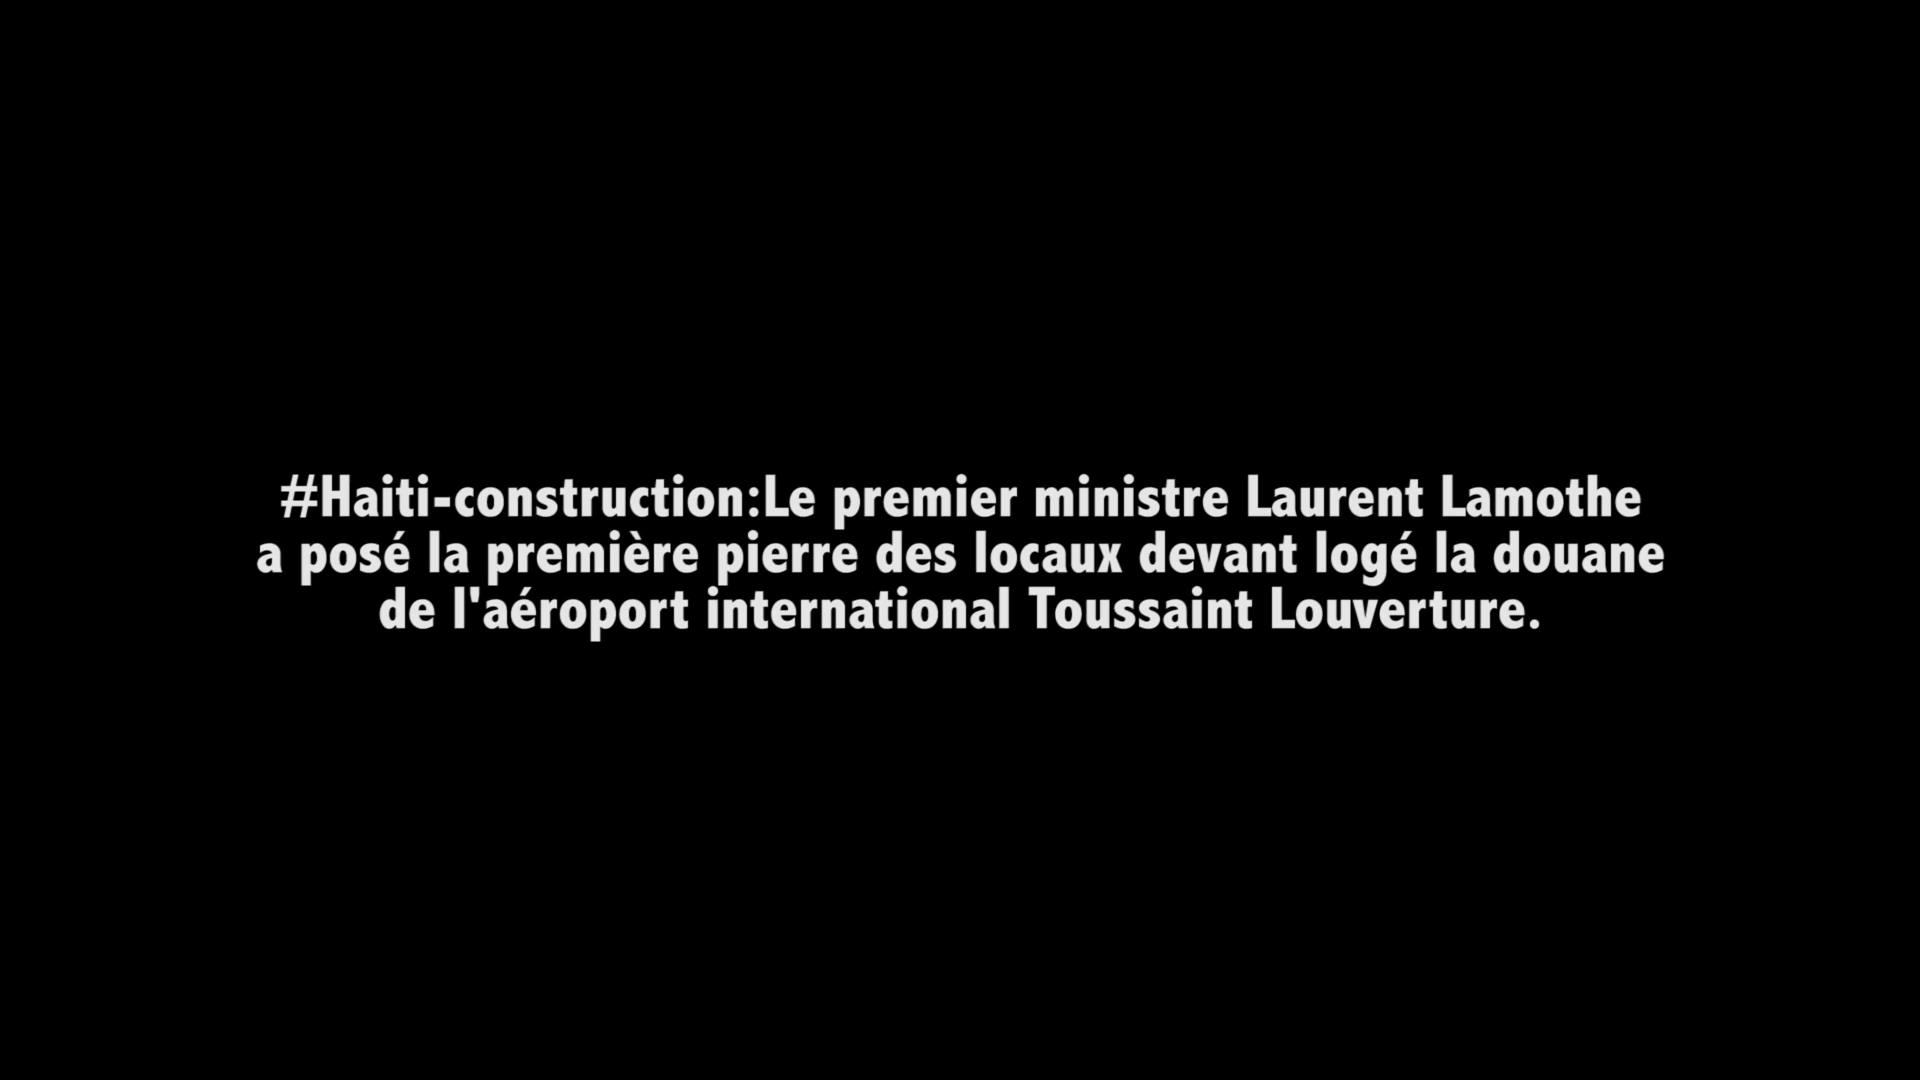 #Haiti-construction:Le premier ministre Laurent Lamothe
a posé la première pierre des locaux devant logé la douane
de l'aéroport international Toussaint Louverture.